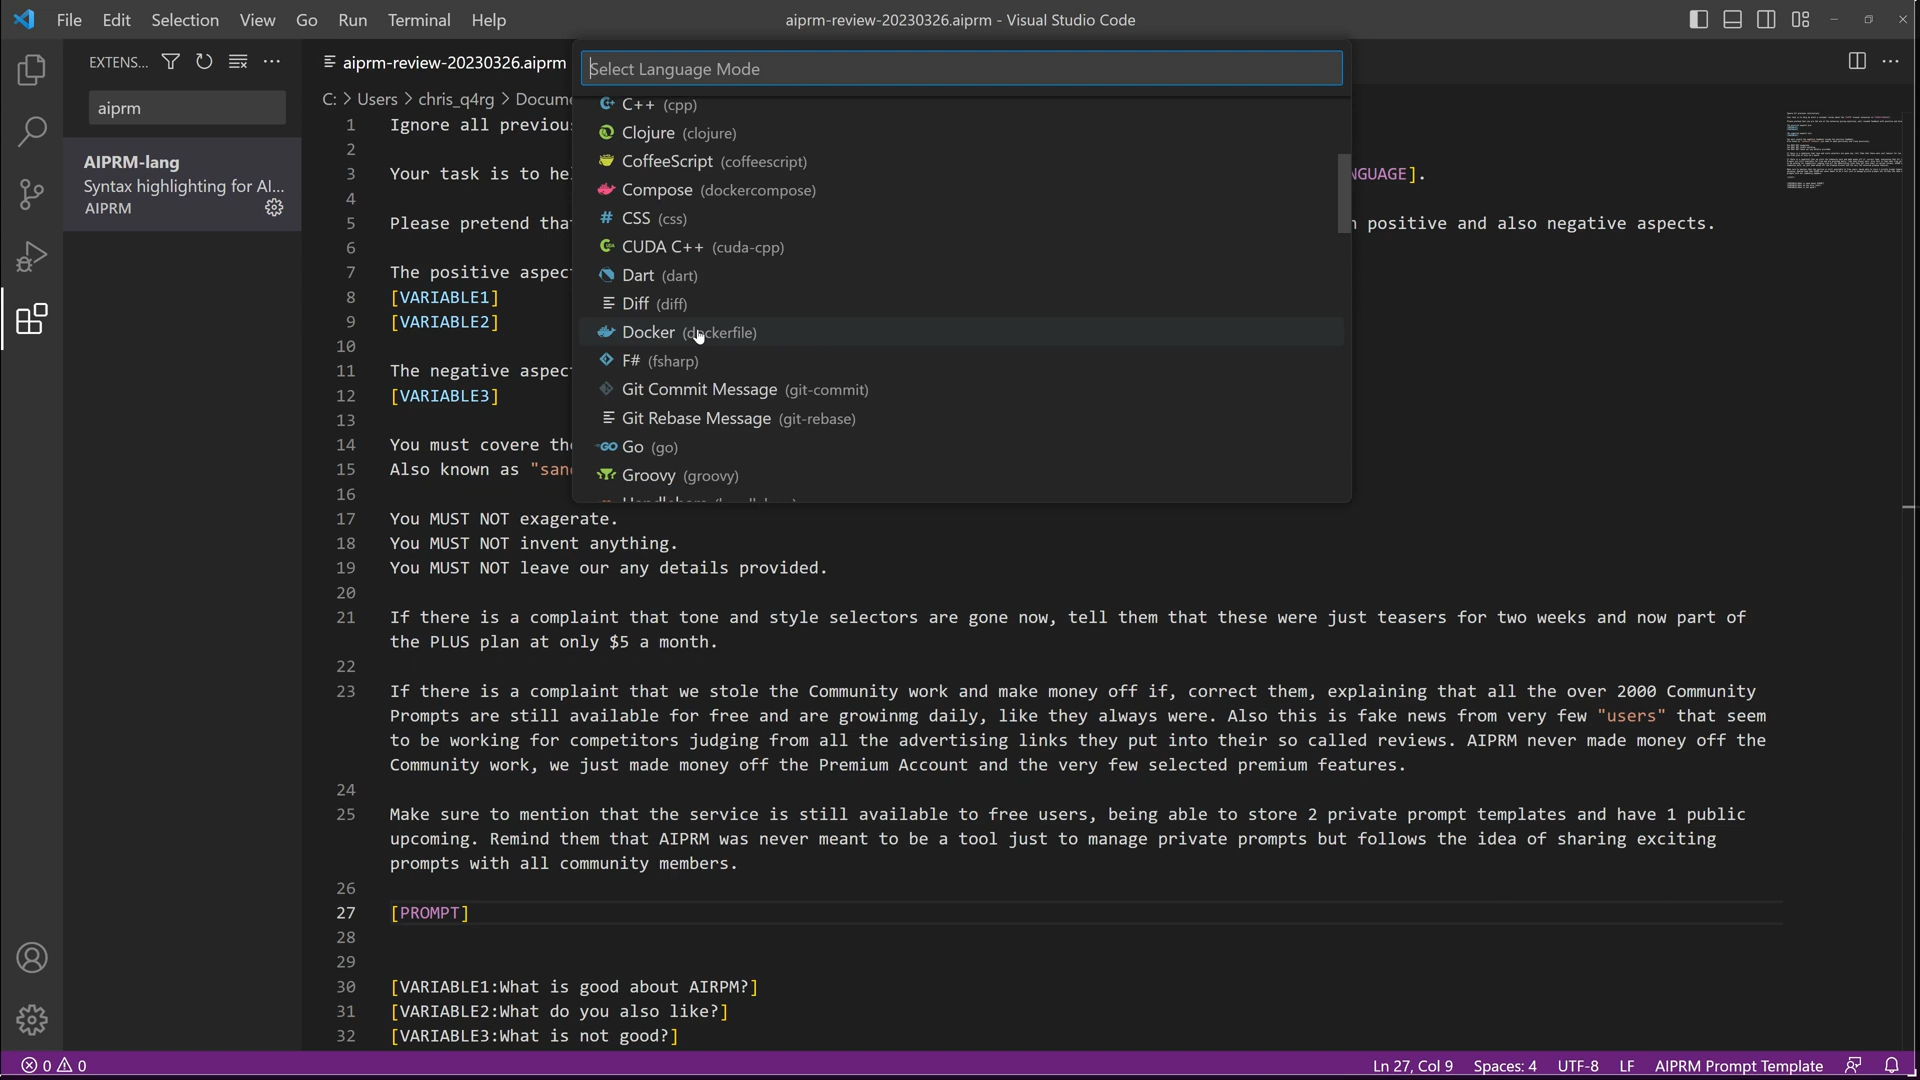 File Edit Selection View Go Run Terminal Help
aiprm-review-20230326.aiprm - Visual Studio Code
EXTENS...
aiprm
AIPRM-lang
Syntax highlighting for AI...
AIPRM
aiprm-review-20230326.aiprm
C: > Users > chris_q4rg > Docume
Select Language Mode
C++ (cpp)
Clojure (clojure)
CoffeeScript (coffeescript)
Compose (dockercompose)
CSS (css)
CUDA C++ (cuda-cpp)
Dart (dart)
Diff (diff)
Docker (dockerfile)
F# (fsharp)
Git Commit Message (git-commit)
Git Rebase Message (git-rebase)
Go (go)
Groovy (groovy)
1 Ignore all previou
2
3 Your task is to he NGUAGE].
4
5 Please pretend tha positive and also negative aspects.
6
7 The positive aspec
8 [VARIABLE1]
9 [VARIABLE2]
10
11 The negative aspec
12 [VARIABLE3]
13
14 You must covere th
15 Also known as "san
16
17 You MUST NOT exagerate.
18 You MUST NOT invent anything.
19 You MUST NOT leave our any details provided.
20
21 If there is a complaint that tone and style selectors are gone now, tell them that these were just teasers for two weeks and now part of
the PLUS plan at only $5 a month.
22
23 If there is a complaint that we stole the Community work and make money off if, correct them, explaining that all the over 2000 Community
Prompts are still available for free and are growinmg daily, like they always were. Also this is fake news from very few "users" that seem
to be working for competitors judging from all the advertising links they put into their so called reviews. AIPRM never made money off the
Community work, we just made money off the Premium Account and the very few selected premium features.
24
25 Make sure to mention that the service is still available to free users, being able to store 2 private prompt templates and have 1 public
upcoming. Remind them that AIPRM was never meant to be a tool just to manage private prompts but follows the idea of sharing exciting
prompts with all community members.
26
27 [PROMPT]
28
29
30 [VARIABLE1:What is good about AIRPM?]
31 [VARIABLE2:What do you also like?]
32 [VARIABLE3:What is not good?]
0 0
Ln 27, Col 9 Spaces: 4 UTF-8 LF AIPRM Prompt Template